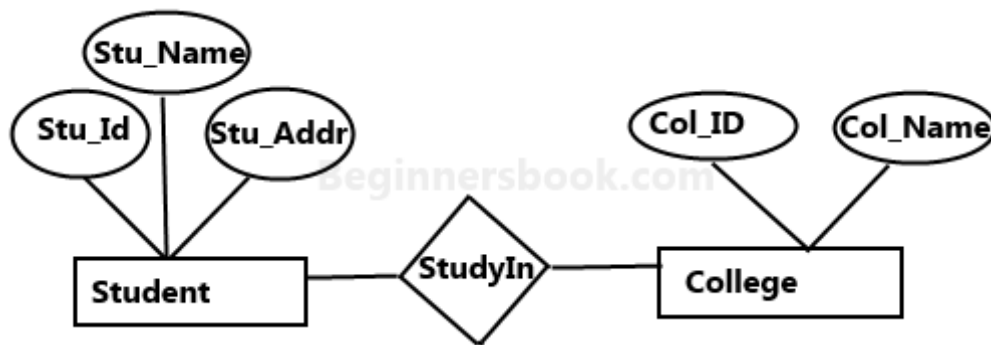 Stu_Name
Stu_Id
Stu_Addr
Col_ID
Col_Name
Beginnersbook.com
StudyIn
Student
College